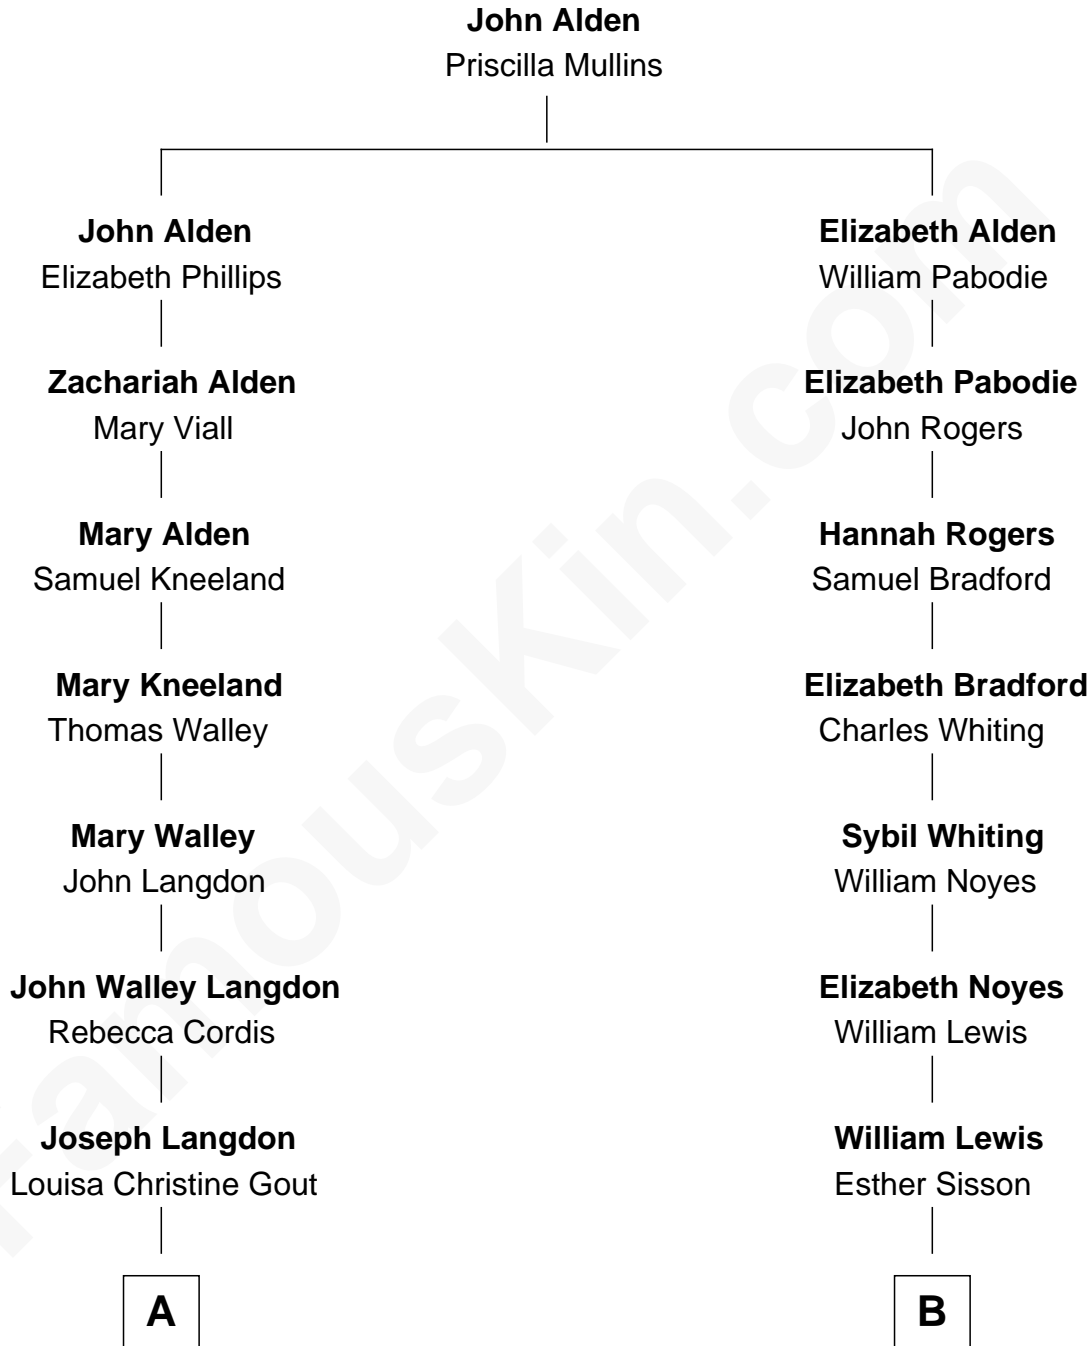 John Alden
Priscilla Mullins
John Alden
Elizabeth Phillips
Zachariah Alden
Mary Viall
Mary Alden
Samuel Kneeland
Mary Kneeland
Thomas Walley
Mary Walley
John Langdon
John Walley Langdon
Rebecca Cordis
Joseph Langdon
Louisa Christine Gout
A
Elizabeth Alden
William Pabodie
Elizabeth Pabodie
John Rogers
Hannah Rogers
Samuel Bradford
Elizabeth Bradford
Charles Whiting
Sybil Whiting
William Noyes
Elizabeth Noyes
William Lewis
William Lewis
Esther Sisson
B
famouskin.com